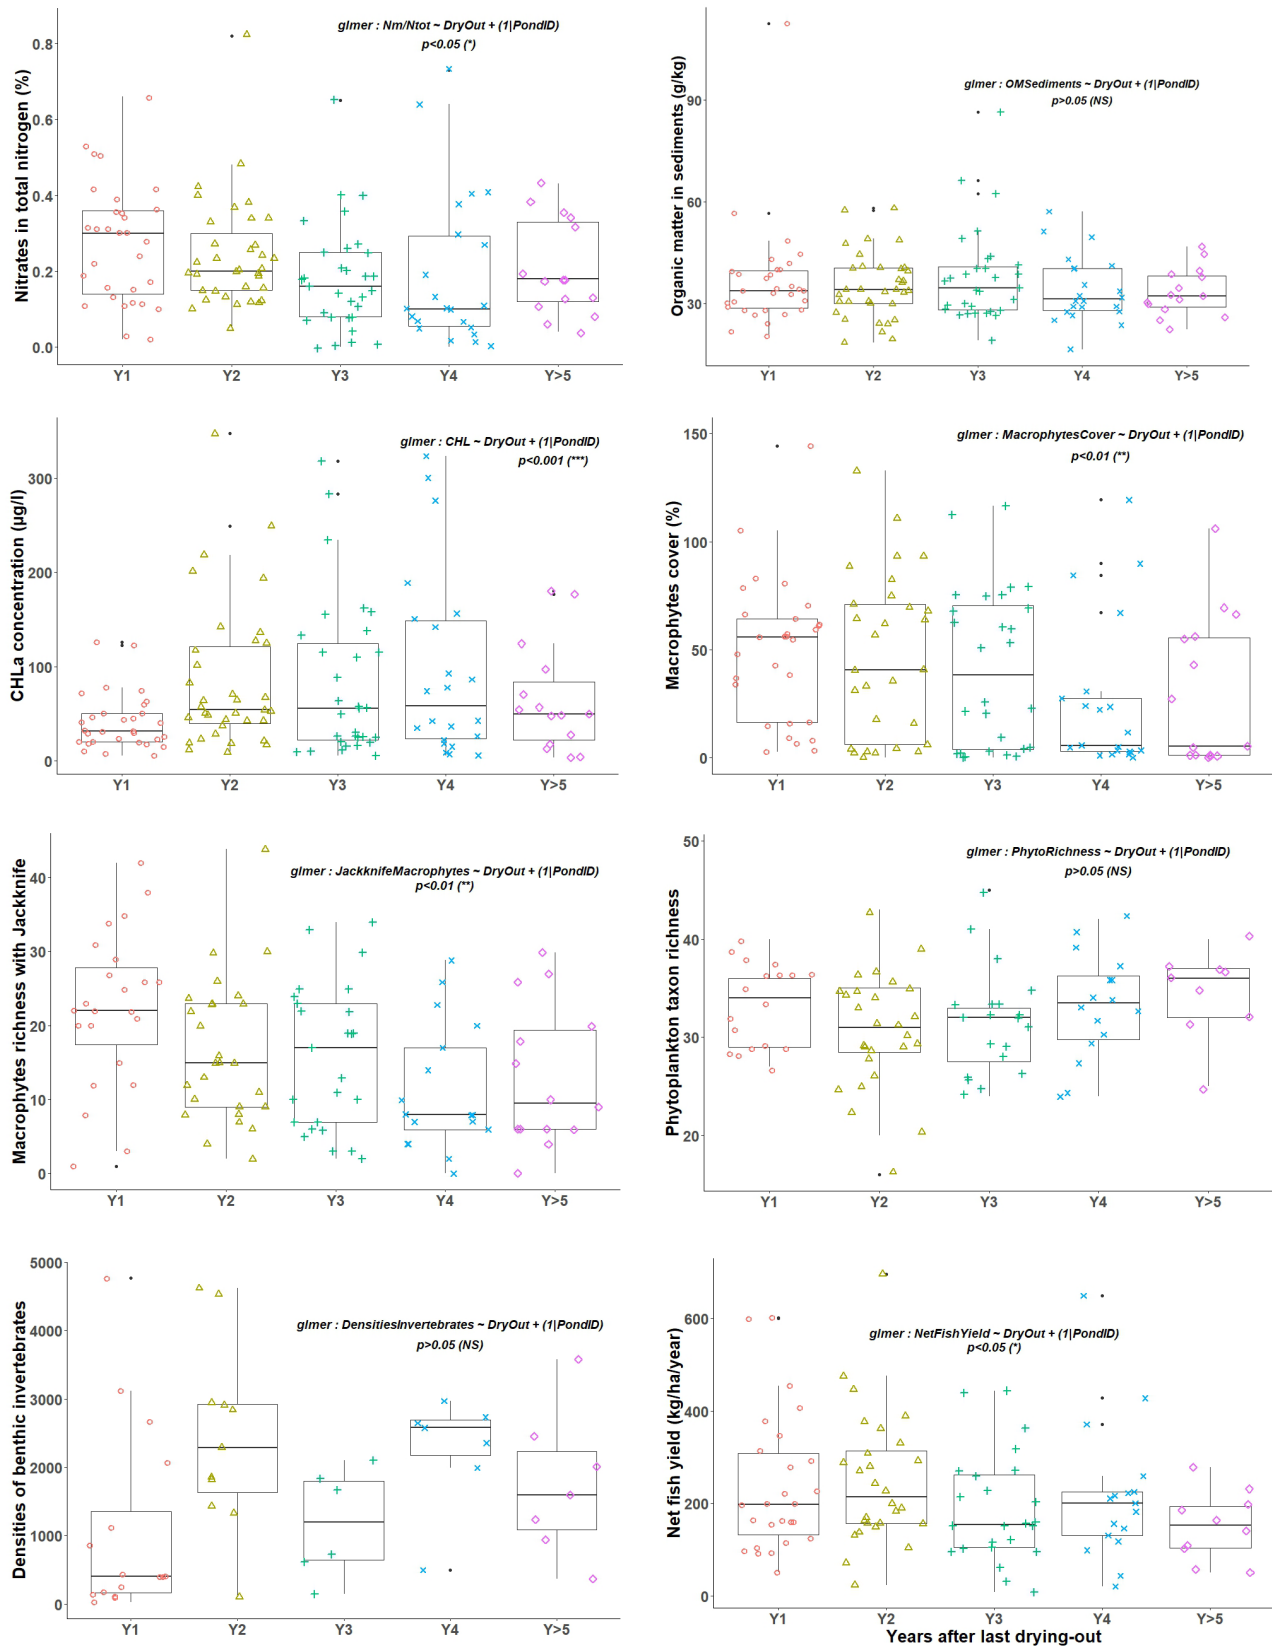 glmer : Nm/Ntot ~ DryOut + (1|PondID)
p<0.05 (*)
Nitrates in total nitrogen (%)
0.8
0.6
0.4
0.2
0.0
Y1 Y2 Y3 Y4 Y>5
glmer : OMSediments ~ DryOut + (1|PondID)
p>0.05 (NS)
Organic matter in sediments (g/kg)
90
60
30
Y1 Y2 Y3 Y4 Y>5
glmer : CHL ~ DryOut + (1|PondID)
p<0.001 (***)
CHLa concentration (µg/l)
300
200
100
0
Y1 Y2 Y3 Y4 Y>5
glmer : MacrophytesCover ~ DryOut + (1|PondID)
p<0.01 (**)
Macrophytes cover (%)
150
100
50
0
Y1 Y2 Y3 Y4 Y>5
glmer : JackknifeMacrophytes ~ DryOut + (1|PondID)
p<0.01 (**)
Macrophytes richness with Jackknife
40
30
20
10
0
Y1 Y2 Y3 Y4 Y>5
glmer : PhytoRichness ~ DryOut + (1|PondID)
p>0.05 (NS)
Phytoplankton taxon richness
50
40
30
20
Y1 Y2 Y3 Y4 Y>5
glmer : DensitiesInvertebrates ~ DryOut + (1|PondID)
p>0.05 (NS)
Densities of benthic invertebrates
5000
4000
3000
2000
1000
0
Y1 Y2 Y3 Y4 Y>5
glmer : NetFishYield ~ DryOut + (1|PondID)
p<0.05 (*)
Net fish yield (kg/ha/year)
600
400
200
0
Y1 Y2 Y3 Y4 Y>5
Years after last drying-out